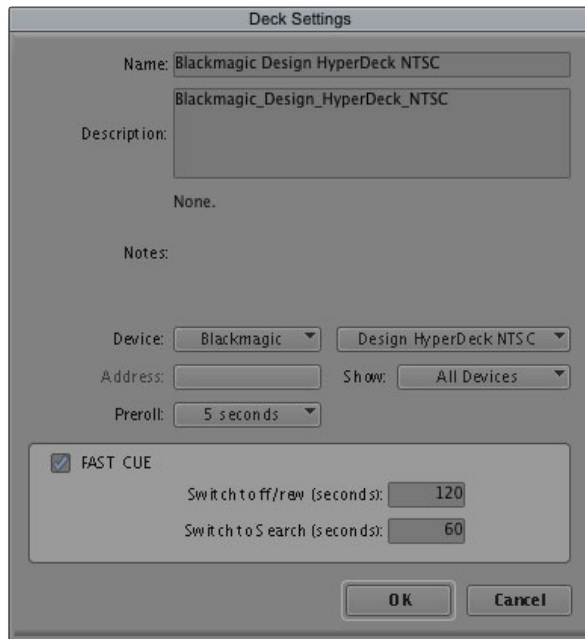 Deck Settings
Name: Blackmagic Design HyperDeck NTSC
Description: Blackmagic_Design_HyperDeck_NTSC
None.
Notes:
Device: Blackmagic Design HyperDeck NTSC
Address: Show: All Devices
Preroll: 5 seconds
FAST CUE
Switch to ff/rew (seconds): 120
Switch to Search (seconds): 60
OK Cancel